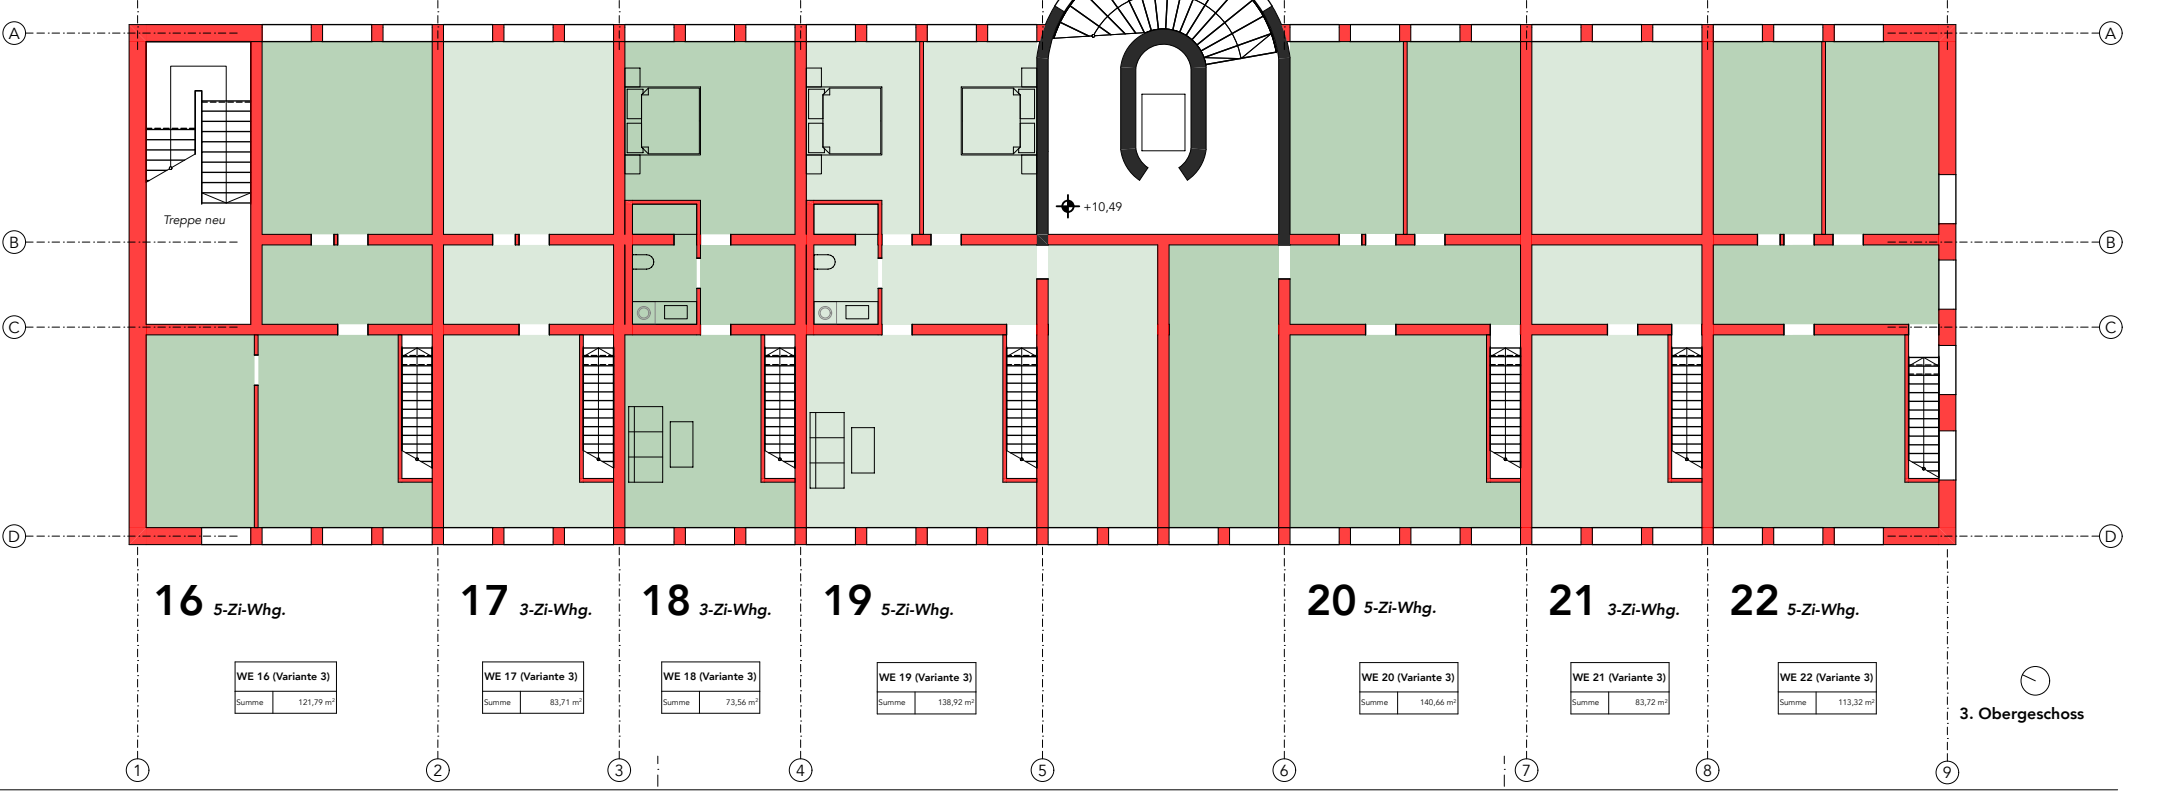 A
A
Treppe neu
+10,49
B
B
C
C
D
D
16 5-Zi-Whg.
17 3-Zi-Whg.
18 3-Zi-Whg.
19 5-Zi-Whg.
20 5-Zi-Whg.
21 3-Zi-Whg.
22 5-Zi-Whg.
WE 16 (Variante 3)
Summe 121,79 m²
WE 17 (Variante 3)
Summe 83,71 m²
WE 18 (Variante 3)
Summe 73,56 m²
WE 19 (Variante 3)
Summe 138,92 m²
WE 20 (Variante 3)
Summe 140,66 m²
WE 21 (Variante 3)
Summe 83,72 m²
WE 22 (Variante 3)
Summe 113,32 m²
3. Obergeschoss
1
2
3
4
5
6
7
8
9